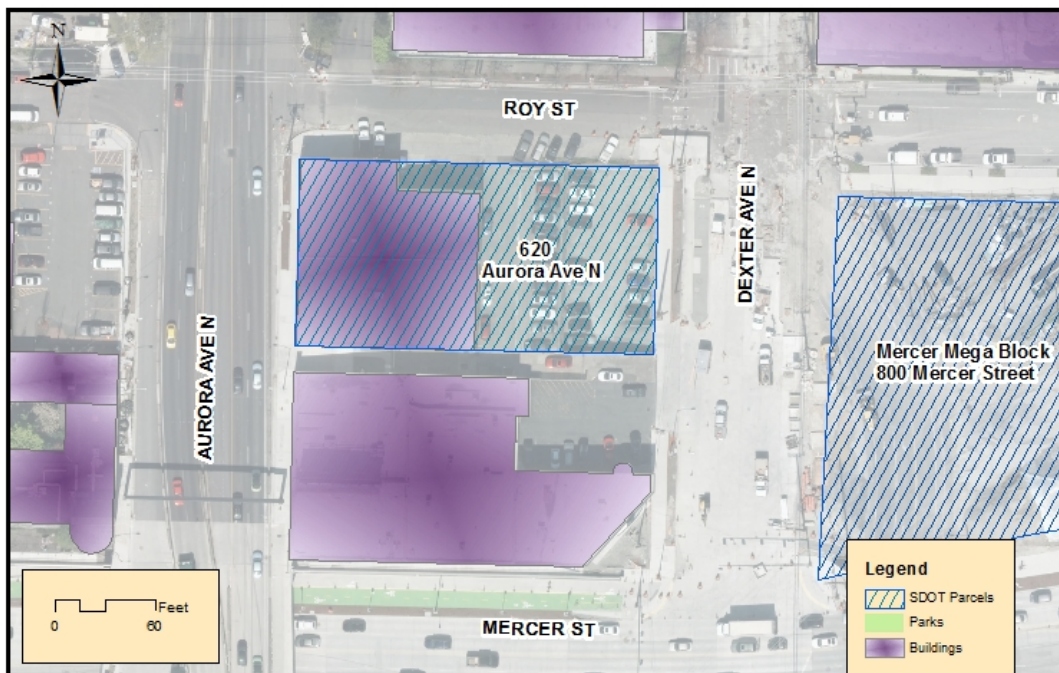 N
ROY ST
620
Aurora Ave N
DEXTER AVE N
AURORA AVE N
Mercer Mega Block
800 Mercer Street
MERCER ST
Feet
0 60
Legend
SDOT Parcels
Parks
Buildings